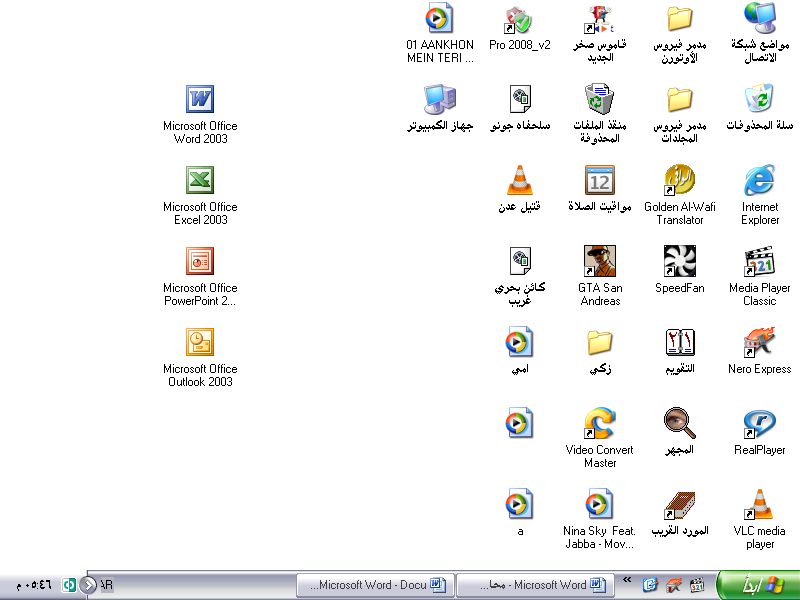 مواضع شبكة
الاتصال
سلة المحذوفات
Internet
Explorer
Media Player
Classic
321
Nero Express
RealPlayer
VLC media
player
مدمر فيروس
الأوتورن
مدمر فيروس
المجلدات
Golden Al-Wafi
Translator
SpeedFan
التقويم
المجهر
المورد القريب
قاموس صخر
الجديد
منقذ الملفات
المحذوفة
12
مواقيت الصلاة
GTA San
Andreas
زكي
Video Convert
Master
Nina Sky Feat.
Jabba - Mov...
Pro 2008_v2
سلحفاه جونو
قتيل عدن
كائن بحري
غريب
امي
a
01 AANKHON
MEIN TERI ...
جهاز الكمبيوتر
Microsoft Office
Word 2003
Microsoft Office
Excel 2003
Microsoft Office
PowerPoint 2...
Microsoft Office
Outlook 2003
ابدأ
Microsoft Word - محا...
...Microsoft Word - Docu
AR
٠٥:٤٦ م